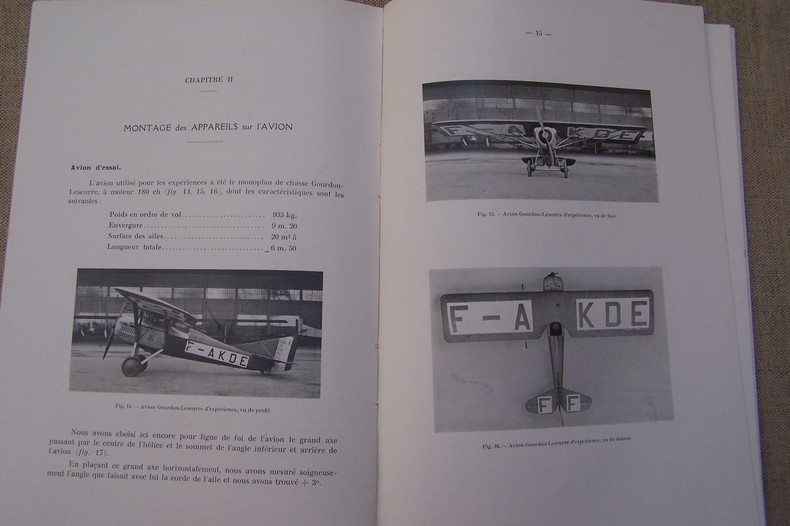 CHAPITRE II
MONTAGE des APPAREILS sur l'AVION
Avion d'essai.
L'avion utilisé pour les expériences a été le monoplan de chasse Gourdon-
Leseurre, à moteur 180 ch (fig. 14, 15, 16), dont les caractéristiques sont les
suivantes :
Poids en ordre de vol........................ 933 kg.
Envergure.................................. 9 m. 20
Surface des ailes............................ 20 m² 5
Longueur totale............................. 6 m. 50
F-AKDE
Fig. 14. — Avion Gourdon-Leseurre d'expérience, vu de profil
Nous avons choisi ici encore pour ligne de foi de l'avion le grand axe
passant par le centre de l'hélice et le sommet de l'angle inférieur et arrière de
l'avion (fig. 17).
En plaçant ce grand axe horizontalement, nous avons mesuré soigneuse-
ment l'angle que faisait avec lui la corde de l'aile et nous avons trouvé + 3°.
— 15 —
F-A KDE
Fig. 15. — Avion Gourdon-Leseurre d'expérience, vu de face
F-A KDE
F F
Fig. 16. — Avion Gourdon-Leseurre d'expérience, vu de dessus